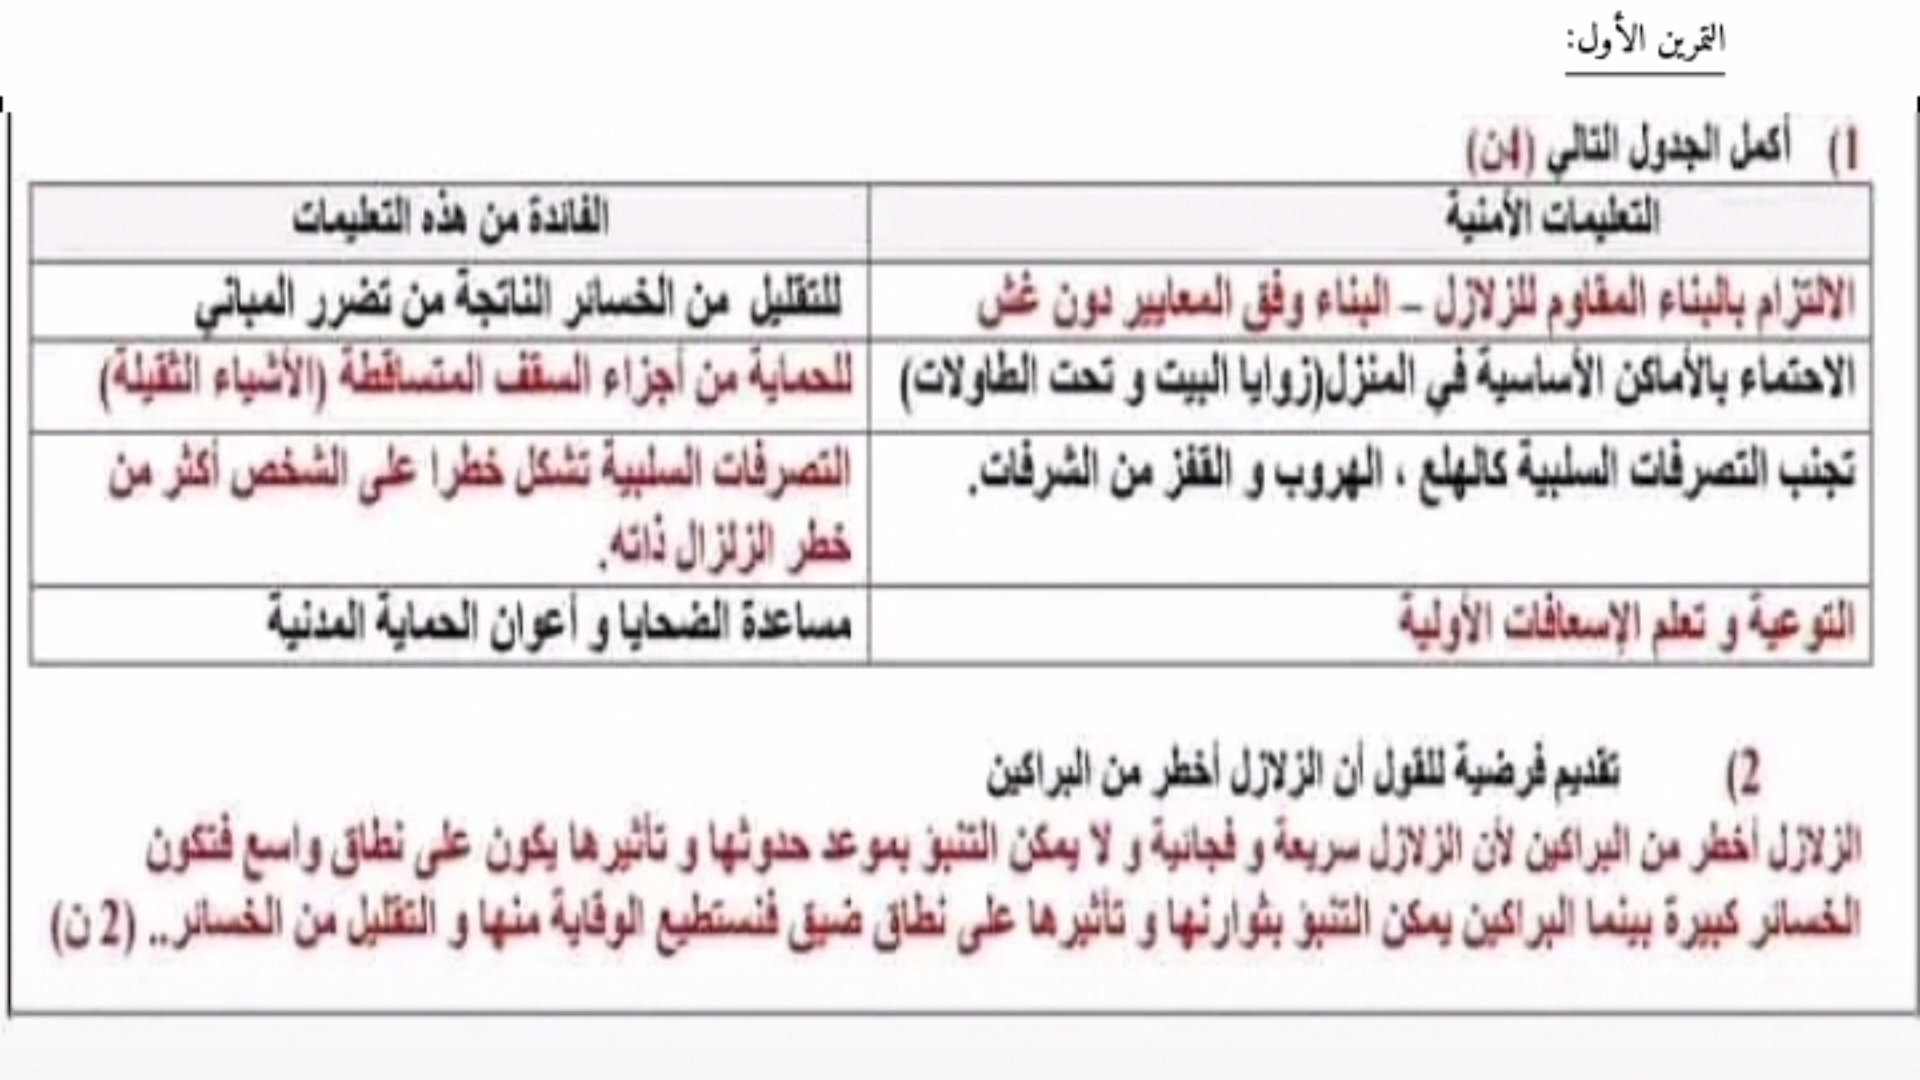 التمرين الأول:
1) أكمل الجدول التالي (4ن)
التعليمات الأمنية الفائدة من هذه التعليمات
الالتزام بالبناء المقاوم للزلازل – البناء وفق المعايير دون غش للتقليل من الخسائر الناتجة من تضرر المباني
الاحتماء بالأماكن الأساسية في المنزل(زوايا البيت و تحت الطاولات) للحماية من أجزاء السقف المتساقطة (الأشياء الثقيلة)
تجنب التصرفات السلبية كالهلع ، الهروب و القفز من الشرفات. التصرفات السلبية تشكل خطرا على الشخص أكثر من
خطر الزلزال ذاته.
التوعية و تعلم الإسعافات الأولية مساعدة الضحايا و أعوان الحماية المدنية
2) تقديم فرضية للقول أن الزلازل أخطر من البراكين
الزلازل أخطر من البراكين لأن الزلازل سريعة و فجائية و لا يمكن التنبؤ بموعد حدوثها و تأثيرها يكون على نطاق واسع فتكون
الخسائر كبيرة بينما البراكين يمكن التنبؤ بثوارنها و تأثيرها على نطاق ضيق فنستطيع الوقاية منها و التقليل من الخسائر.. (2 ن)